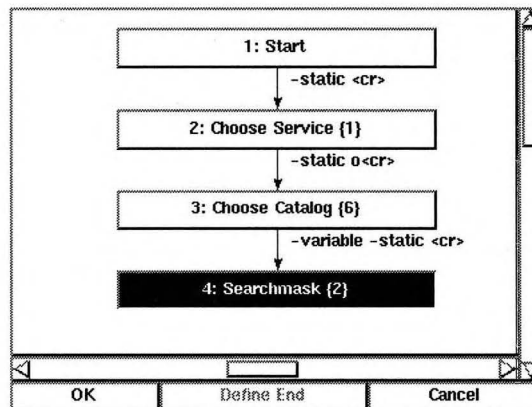 1: Start
-static <cr>
2: Choose Service {1}
-static o<cr>
3: Choose Catalog {6}
-variable -static <cr>
4: Searchmask {2}
OK Define End Cancel